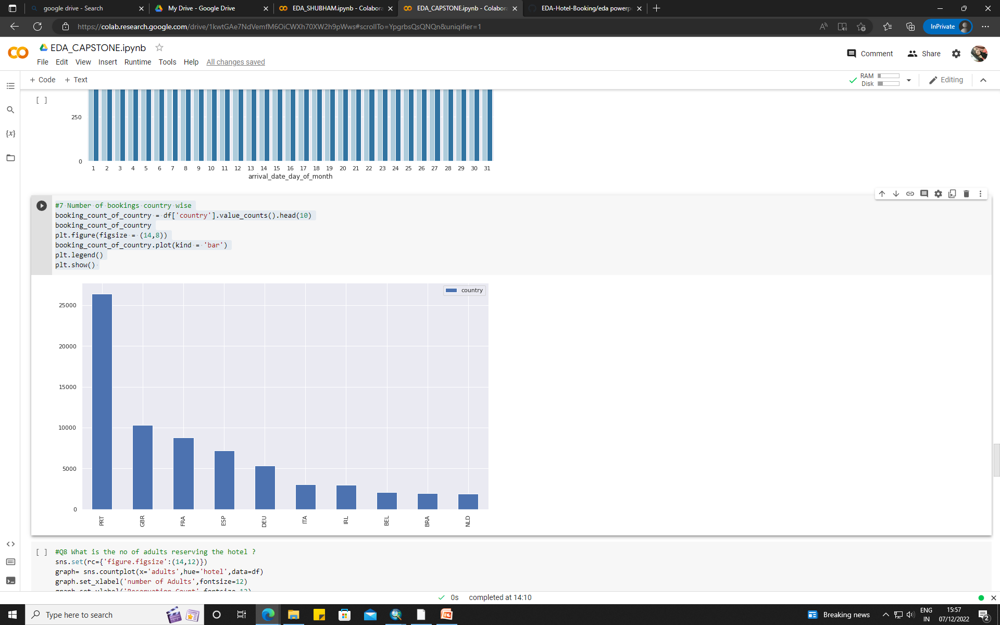 google drive - Search
My Drive - Google Drive
EDA_SHUBHAM.ipynb - Colabora
EDA_CAPSTONE.ipynb - Colabora
EDA-Hotel-Booking/eda powerp
https://colab.research.google.com/drive/1kwtGAe7NdVemfM6OiCWXh70XW2h9pWws#scrollTo=YpgrbsQsQNQn&uniqifier=1
InPrivate
EDA_CAPSTONE.ipynb
Comment
Share
File Edit View Insert Runtime Tools Help All changes saved
+ Code + Text
RAM
Disk
Editing
[ ]
{x}
250
0
1 2 3 4 5 6 7 8 9 10 11 12 13 14 15 16 17 18 19 20 21 22 23 24 25 26 27 28 29 30 31
arrival_date_day_of_month
#7 Number of bookings country wise
booking_count_of_country = df['country'].value_counts().head(10)
booking_count_of_country
plt.figure(figsize = (14,8))
booking_count_of_country.plot(kind = 'bar')
plt.legend()
plt.show()
country
25000
20000
15000
10000
5000
0
PRT GBR FRA ESP DEU ITA IRL BEL BRA NLD
[ ] #Q8 What is the no of adults reserving the hotel ?
sns.set(rc={'figure.figsize':(14,12)})
graph= sns.countplot(x='adults',hue='hotel',data=df)
graph.set_xlabel('number of Adults',fontsize=12)
0s completed at 14:10
Type here to search
Breaking news
ENG
IN
15:57
07/12/2022
2